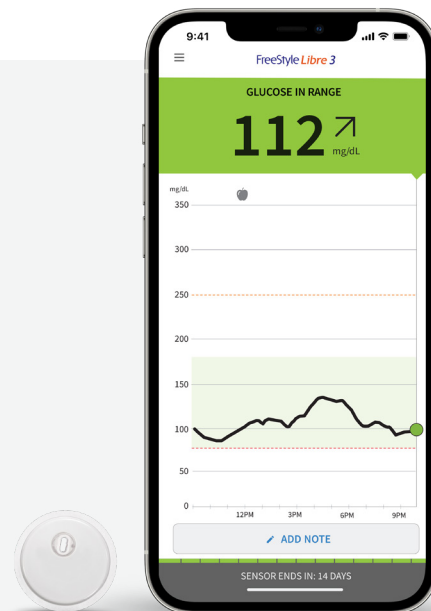 9:41
FreeStyle Libre 3
GLUCOSE IN RANGE
112
mg/dL
mg/dL
350
300
250
200
150
100
50
0
12PM 3PM 6PM 9PM
ADD NOTE
SENSOR ENDS IN: 14 DAYS